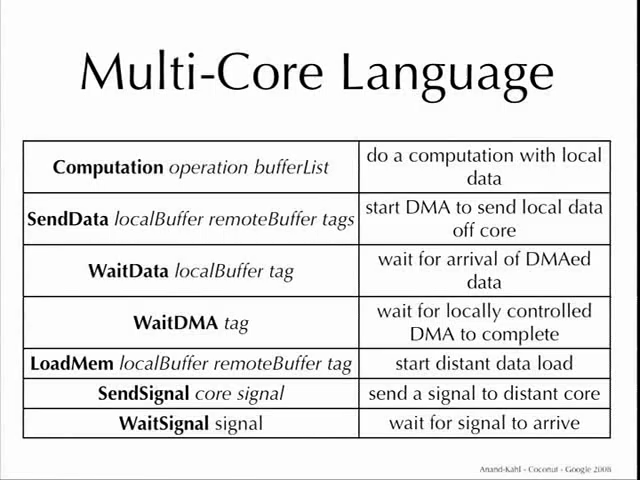 Multi-Core Language
Computation operation bufferList
do a computation with local
data
SendData localBuffer remoteBuffer tags
start DMA to send local data
off core
WaitData localBuffer tag
wait for arrival of DMAed
data
WaitDMA tag
wait for locally controlled
DMA to complete
LoadMem localBuffer remoteBuffer tag
start distant data load
SendSignal core signal
send a signal to distant core
WaitSignal signal
wait for signal to arrive
Anand-Kahl - Coconut - Google 2008